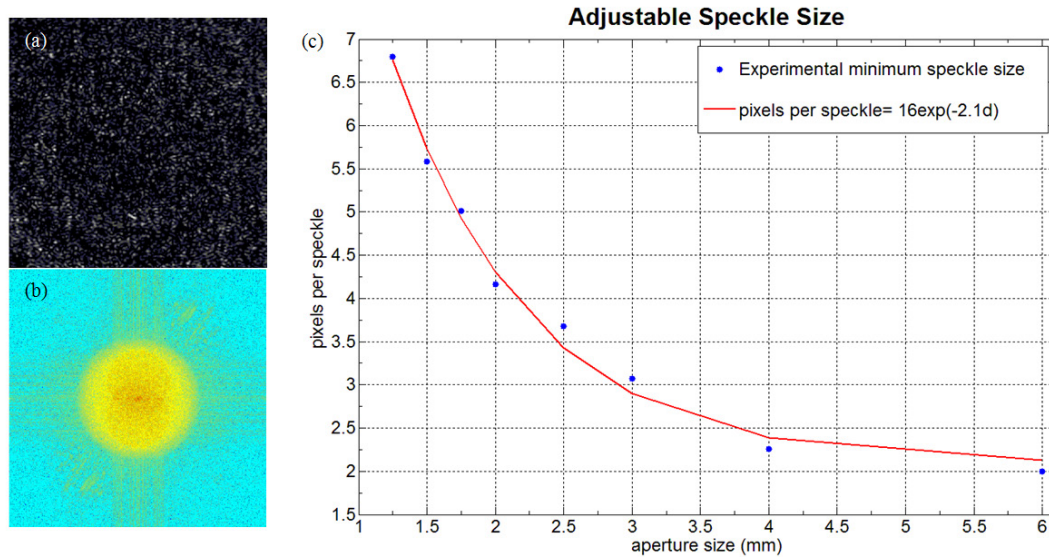 (a)
(b)
(c)
Adjustable Speckle Size
Experimental minimum speckle size
pixels per speckle= 16exp(-2.1d)
pixels per speckle
7
6.5
6
5.5
5
4.5
4
3.5
3
2.5
2
1.5
1 1.5 2 2.5 3 3.5 4 4.5 5 5.5 6
aperture size (mm)